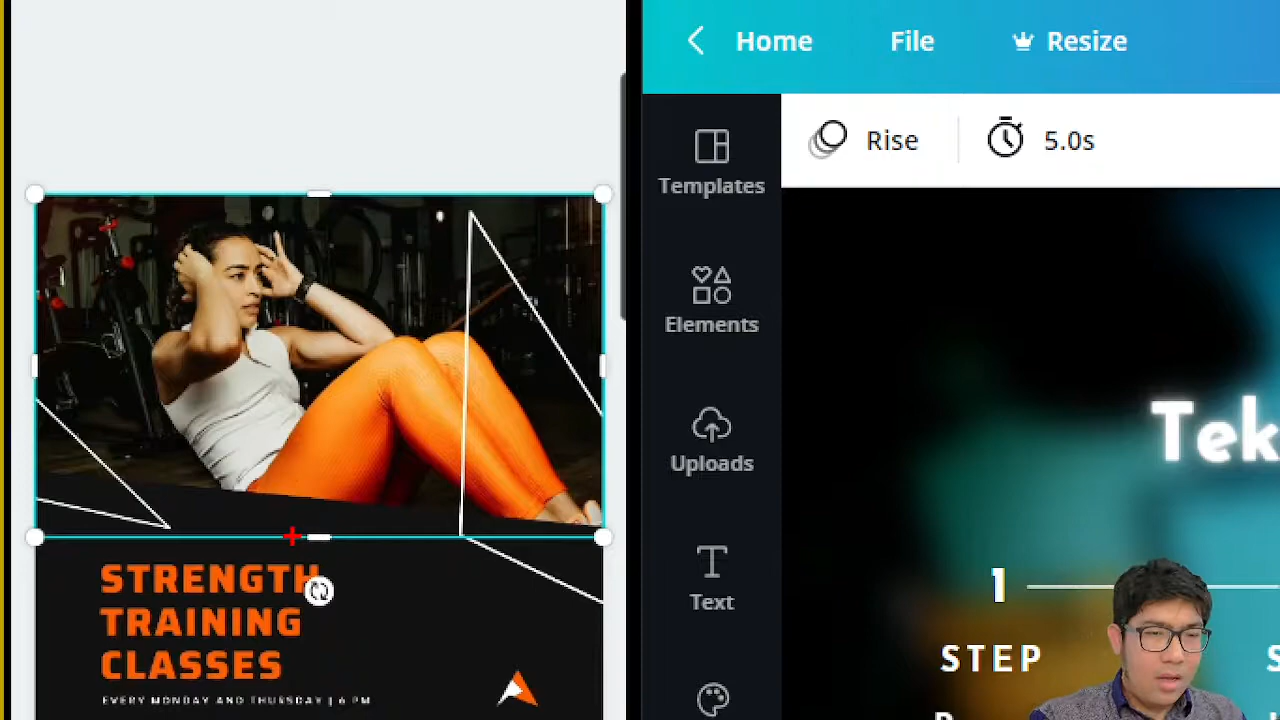 Home File Resize
Rise 5.0s
Templates
Elements
Uploads
Text
Tek
1
STEP
STRENGTH
TRAINING
CLASSES
EVERY MONDAY AND THURSDAY | 6 PM